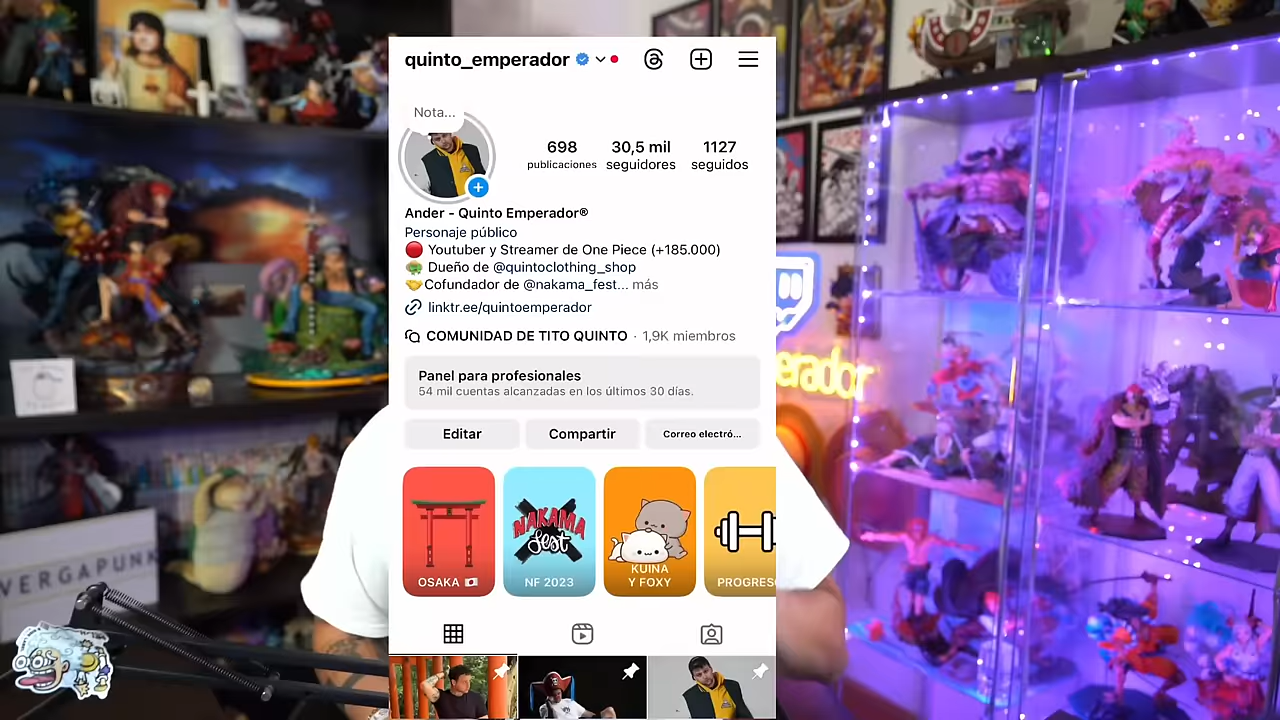 quinto_emperador
Nota...
698
publicaciones
30,5 mil
seguidores
1127
seguidos
Ander - Quinto Emperador®
Personaje público
Youtuber y Streamer de One Piece (+185.000)
Dueño de @quintoclothing_shop
Cofundador de @nakama_fest... más
linktr.ee/quintoemperador
COMUNIDAD DE TITO QUINTO · 1,9K miembros
Panel para profesionales
54 mil cuentas alcanzadas en los últimos 30 días.
Editar
Compartir
Correo electró...
NAKAMA
fest
OSAKA
NF 2023
KUINA
Y FOXY
PROGRESO
erador
VERGAPUNK